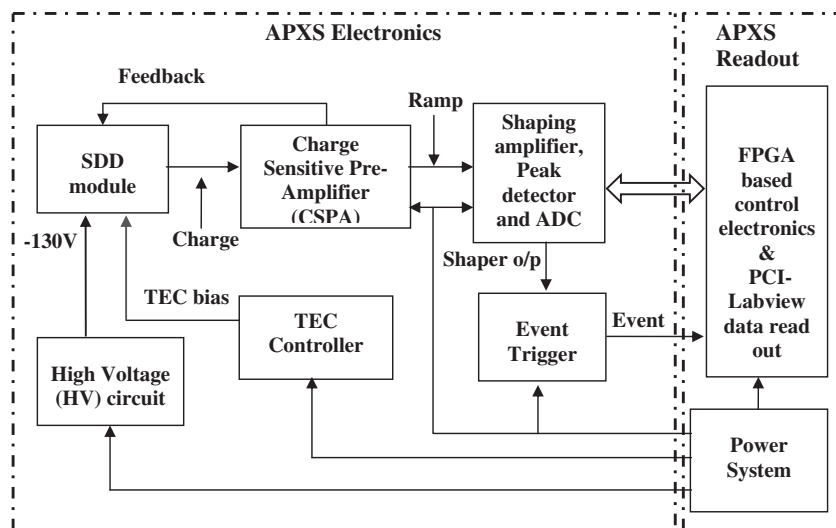 APXS Electronics
APXS
Readout
Feedback
Ramp
SDD
module
Charge
Sensitive Pre-
Amplifier
(CSPA)
Shaping
amplifier,
Peak
detector
and ADC
FPGA
based
control
electronics
&
PCI-
Labview
data read
out
Charge
-130V
Shaper o/p
TEC bias
TEC
Controller
Event
Trigger
Event
High Voltage
(HV) circuit
Power
System